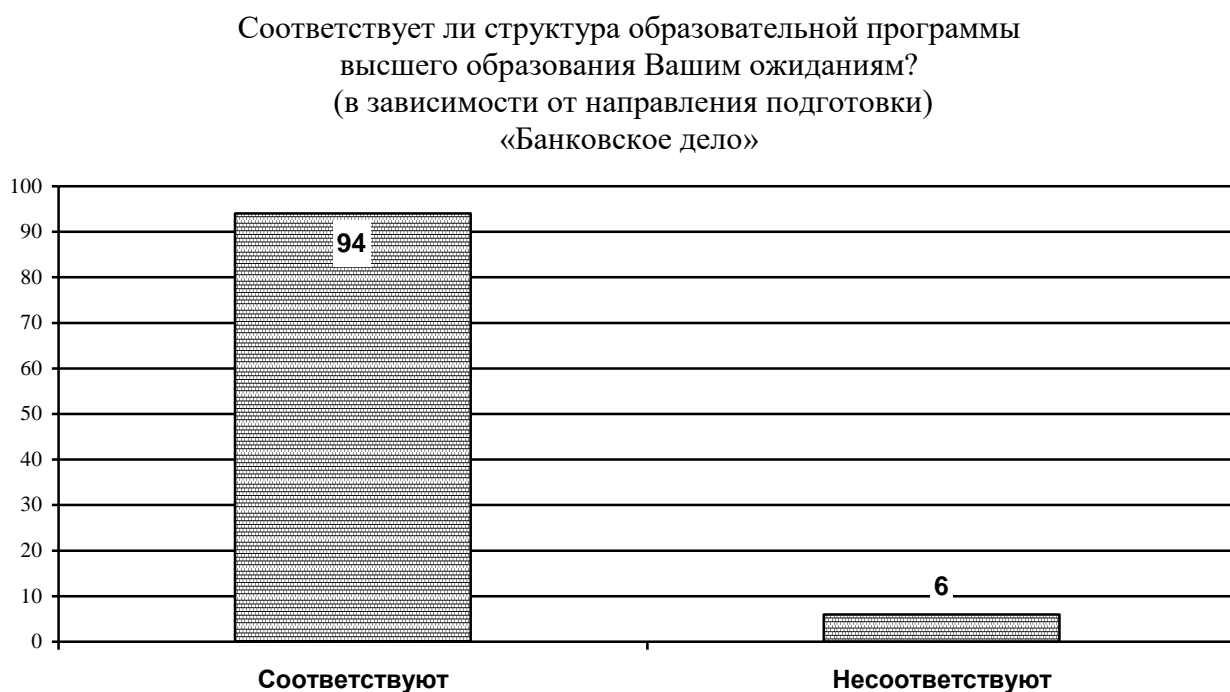 Соответствует ли структура образовательной программы
высшего образования Вашим ожиданиям?
(в зависимости от направления подготовки)
«Банковское дело»
100
90
80
70
60
50
40
30
20
10
0
94
6
Соответствуют
Несоответствуют